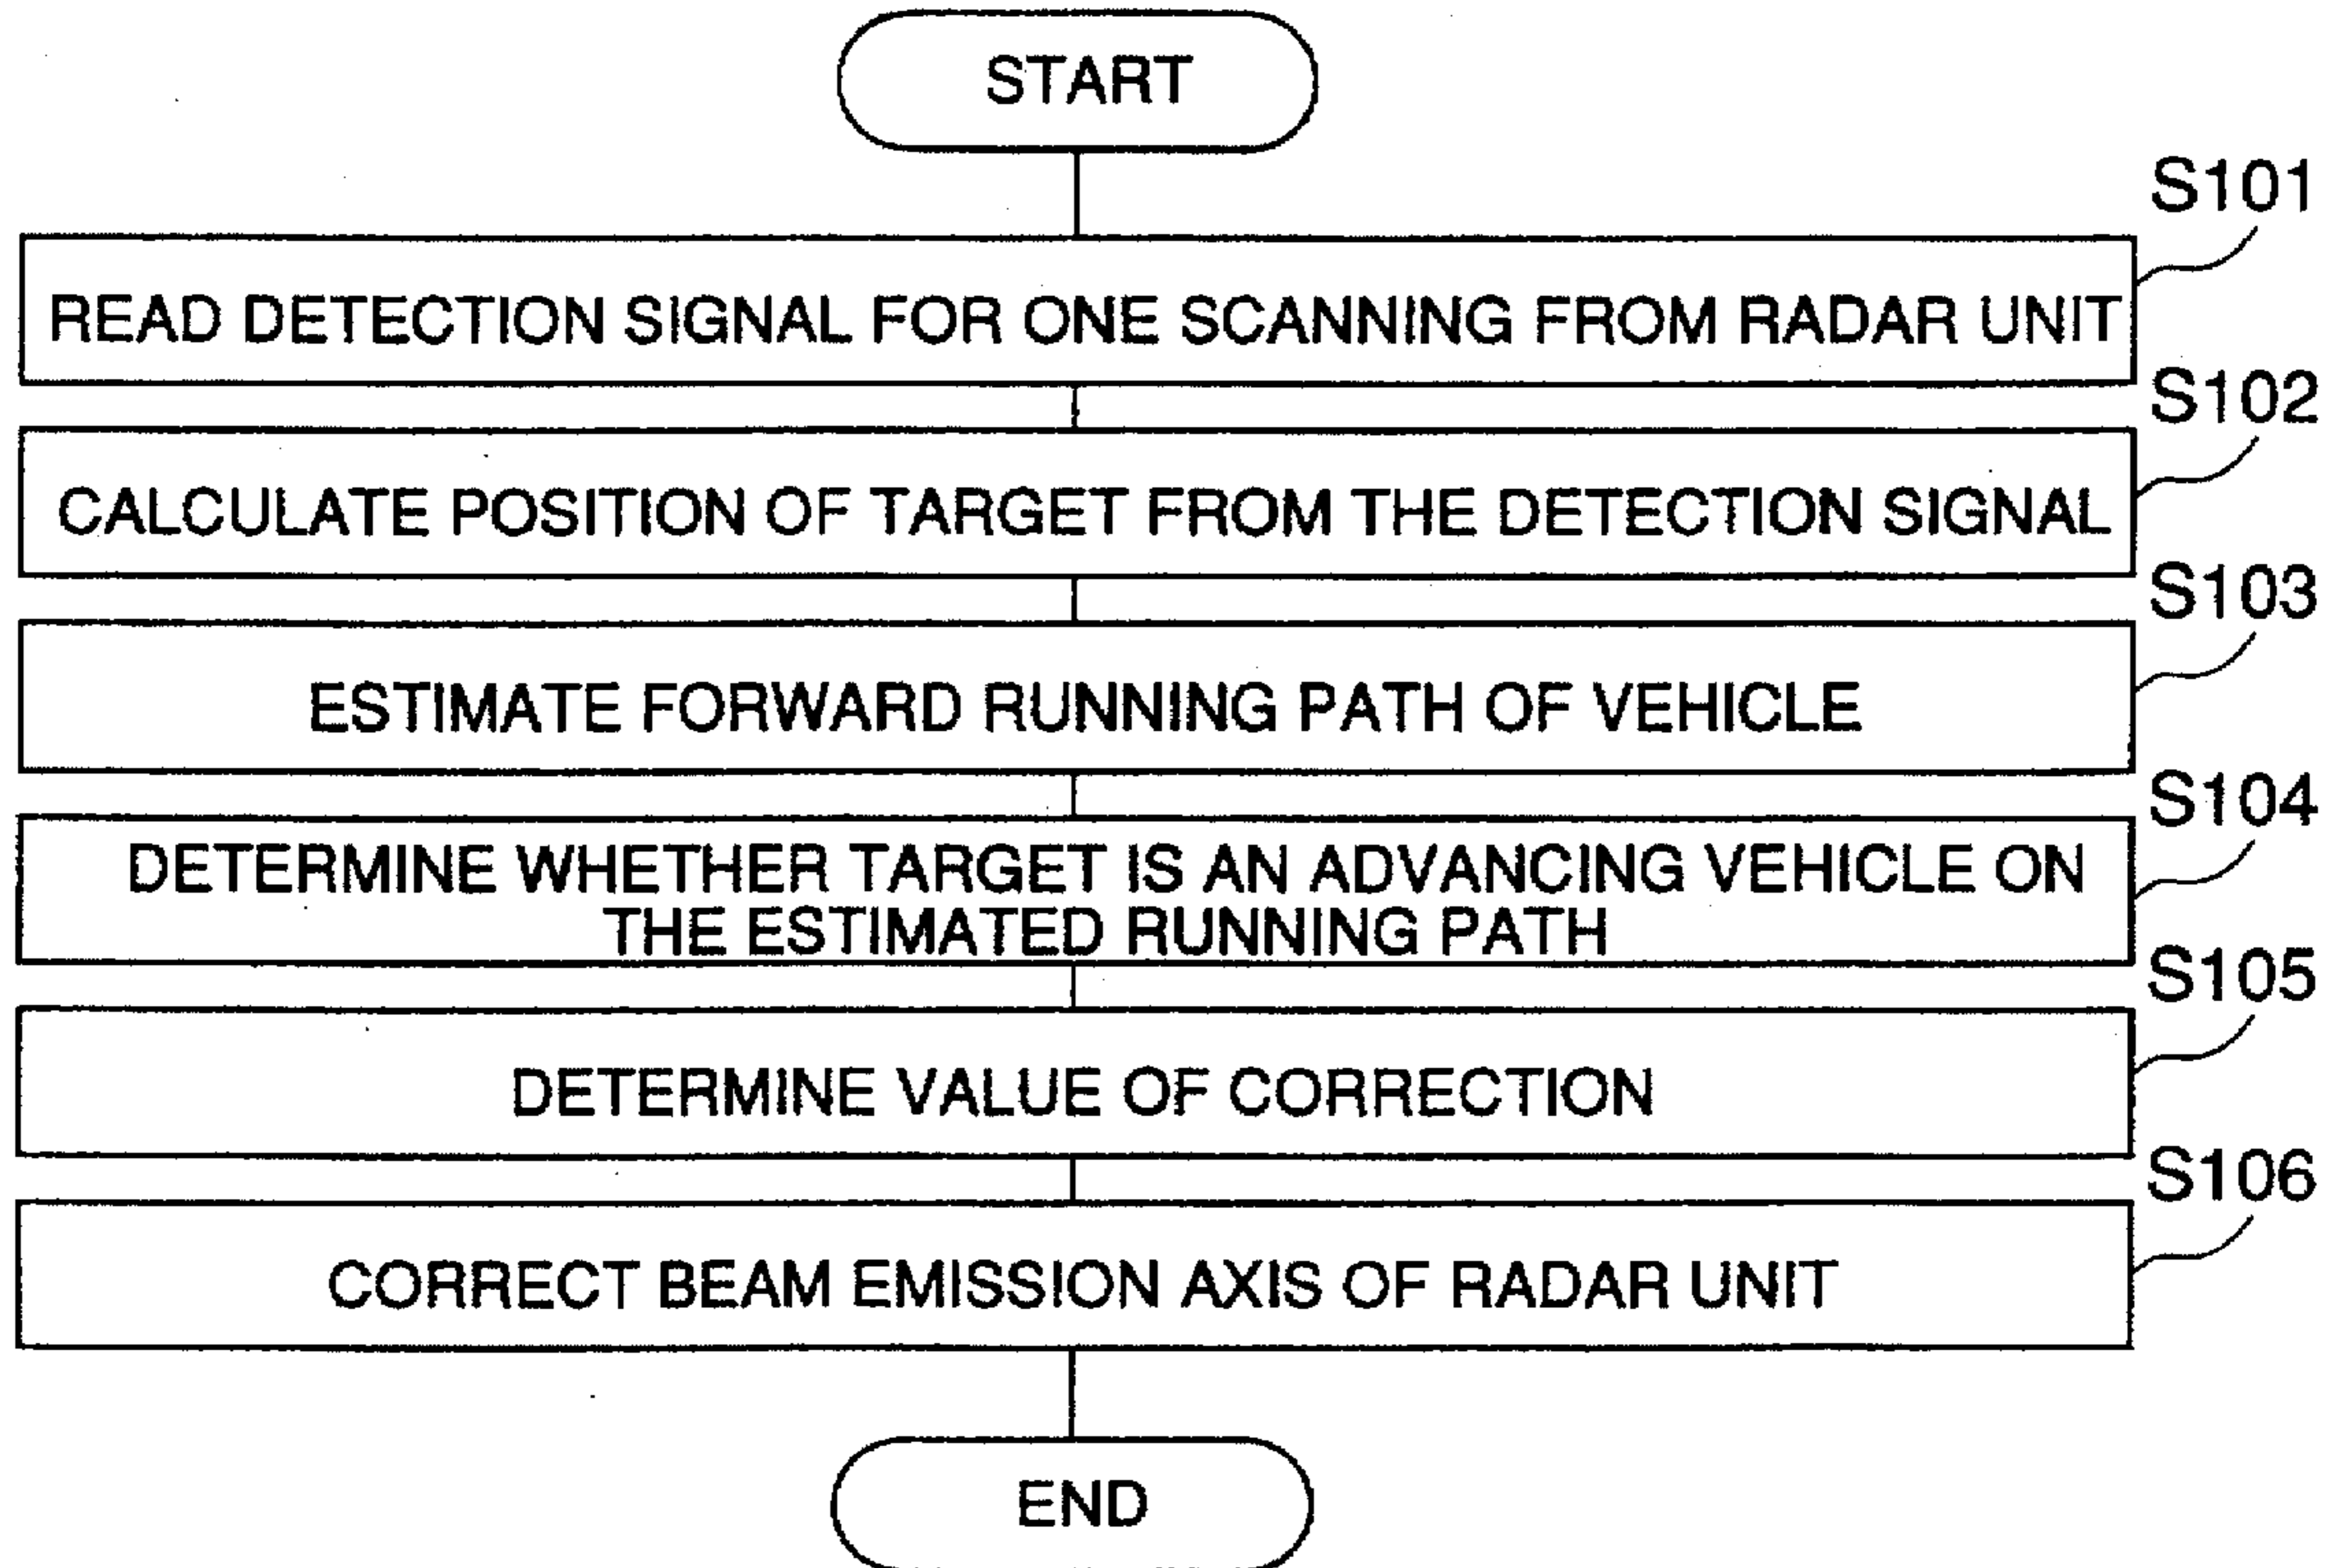 START
S101
READ DETECTION SIGNAL FOR ONE SCANNING FROM RADAR UNIT
S102
CALCULATE POSITION OF TARGET FROM THE DETECTION SIGNAL
S103
ESTIMATE FORWARD RUNNING PATH OF VEHICLE
S104
DETERMINE WHETHER TARGET IS AN ADVANCING VEHICLE ON
THE ESTIMATED RUNNING PATH
S105
DETERMINE VALUE OF CORRECTION
S106
CORRECT BEAM EMISSION AXIS OF RADAR UNIT
END